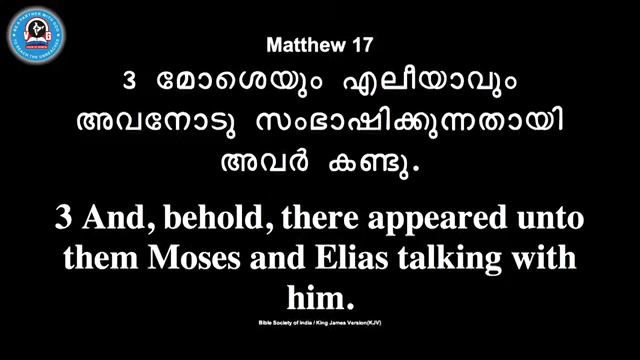 Matthew 17
3 മോശെയും എലീയാവും
അവനോടു സംഭാഷിക്കുന്നതായി
അവർ കണ്ടു.
3 And, behold, there appeared unto
them Moses and Elias talking with
him.
Bible Society of India / King James Version(KJV)